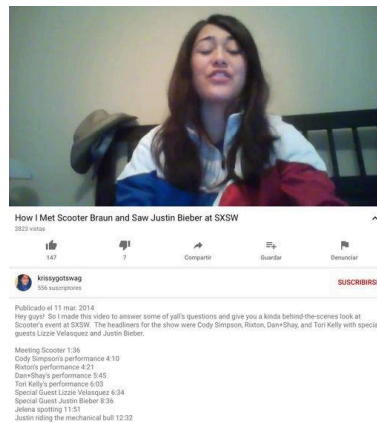 How I Met Scooter Braun and Saw Justin Bieber at SXSW
3823 vistas
147
7
Compartir
Guardar
Denunciar
krissygotswag
556 suscriptores
SUSCRIBIRSE
Publicado el 11 mar. 2014
Hey guys! So I made this video to answer some of yall's questions and give you a kinda behind-the-scenes look at
Scooter's event at SXSW. The headliners for the show were Cody Simpson, Rixton, Dan+Shay, and Tori Kelly with special
guests Lizzie Velasquez and Justin Bieber.
Meeting Scooter 1:36
Cody Simpson's performance 4:10
Rixton's performance 4:21
Dan+Shay's performance 5:45
Tori Kelly's performance 6:03
Special Guest Lizzie Velasquez 6:34
Special Guest Justin Bieber 8:36
Jelena spotting 11:51
Justin riding the mechanical bull 12:32